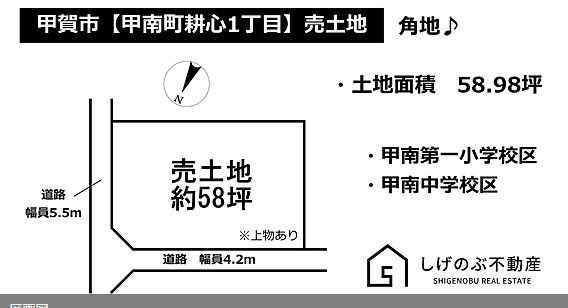 甲賀市【甲南町耕心1丁目】売土地
角地♪
・土地面積　58.98坪
N
売土地
約58坪
・甲南第一小学校区
・甲南中学校区
道路
幅員5.5m
※上物あり
道路　幅員4.2m
しげのぶ不動産
SHIGENOBU REAL ESTATE